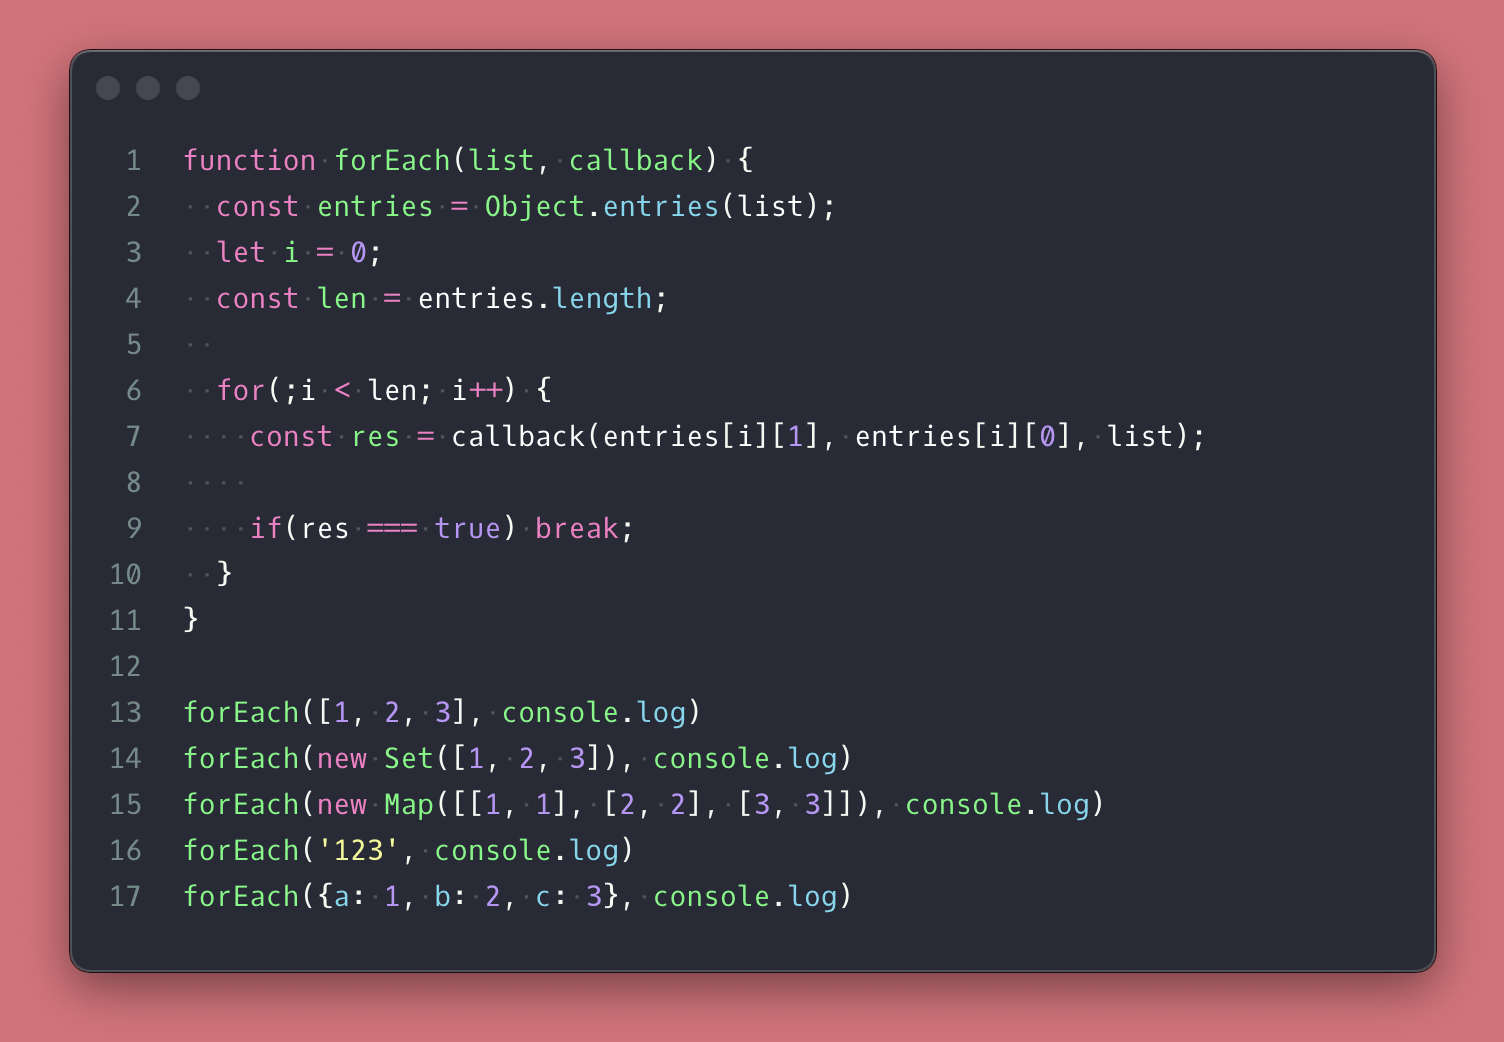 1 function forEach(list, callback) {
2   const entries = Object.entries(list);
3   let i = 0;
4   const len = entries.length;
5
6   for(;i < len; i++) {
7     const res = callback(entries[i][1], entries[i][0], list);
8
9     if(res === true) break;
10   }
11 }
12
13 forEach([1, 2, 3], console.log)
14 forEach(new Set([1, 2, 3]), console.log)
15 forEach(new Map([[1, 1], [2, 2], [3, 3]]), console.log)
16 forEach('123', console.log)
17 forEach({a: 1, b: 2, c: 3}, console.log)